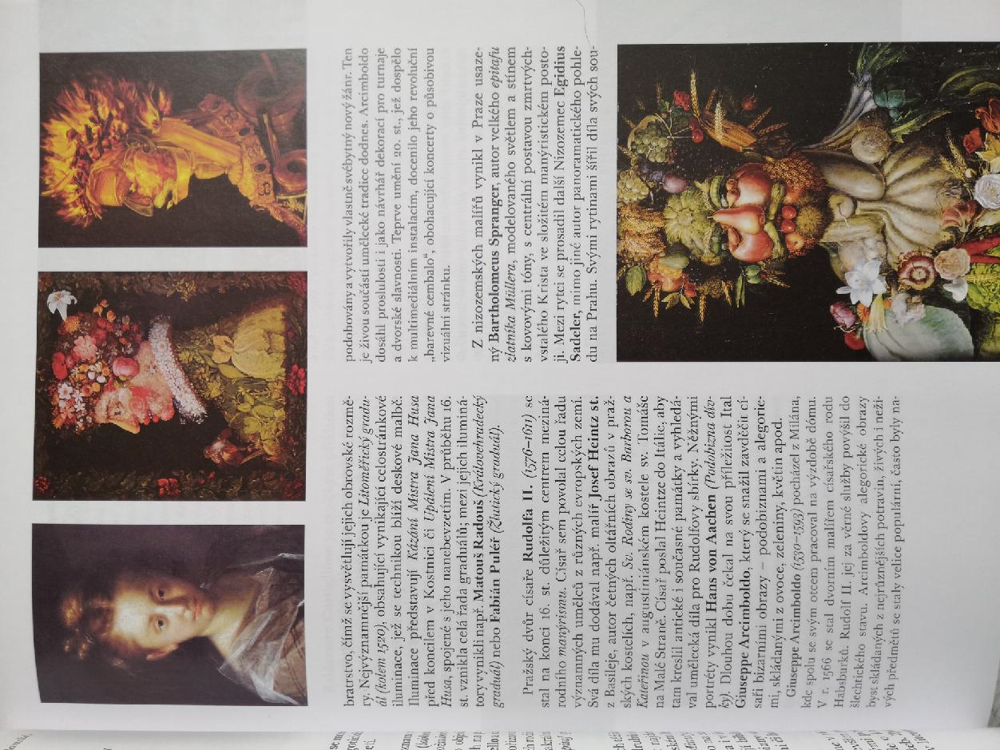 bratrstvo, čímž se vysvětlují jejich obrovské rozmě-
ry. Nejvýznamnější památkou je Litoměřický gradu-
ál (kolem 1520), obsahující vynikající celostránkové
iluminace, jež se technikou blíží deskové malbě.
Iluminace představují Kázání Mistra Jana Husa
před koncilem v Kostnici či Upálení Mistra Jana
Husa, spojené s jeho nanebevzetím. V průběhu 16.
st. vznikla celá řada graduálů; mezi jejich iluminá-
tory vynikli např. Matouš Radouš (Královehradecký
graduál) nebo Fabián Puléř (Žlutický graduál).
Pražský dvůr císaře Rudolfa II. (1576–1611) se
stal na konci 16. st. důležitým centrem meziná-
rodního manýrismu. Císař sem povolal celou řadu
významných umělců z různých evropských zemí.
Svá díla mu dodával např. malíř Josef Heintz st.
z Basileje, autor četných oltářních obrazů v praž-
ských kostelích, např. Sv. Rodiny se sv. Barborou a
Kateřinou v augustiniánském kostele sv. Tomáše
na Malé Straně. Císař poslal Heintze do Itálie, aby
tam kreslil antické i současné památky a vyhledá-
val umělecká díla pro Rudolfovy sbírky. Něžnými
portréty vynikl Hans von Aachen (Podobizna dív-
ky). Dlouhou dobu čekal na svou příležitost Ital
Giuseppe Arcimboldo, který se snažil zavděčit cí-
saři bizarními obrazy – podobiznami a alegorie-
mi, skládanými z ovoce, zeleniny, květin apod.
Giuseppe Arcimboldo (1530–1593) pocházel z Milána,
kde spolu se svým otcem pracoval na výzdobě dómu.
V r. 1566 se stal dvorním malířem císařského rodu
Habsburků. Rudolf II. jej za věrné služby povýšil do
šlechtického stavu. Arcimboldovy alegorické obrazy
bysť skládaných z nejrůznějších potravin, živých i neži-
vých předmětů se staly velice populární, často byly na-
podobovány a vytvořily vlastně svébytný nový žánr. Ten
je živou součástí umělecké tradice dodnes. Arcimboldo
dosáhl proslulosti i jako návrhář dekorací pro turnaje
a dvorské slavnosti. Teprve umění 20. st., jež dospělo
k multimediálním instalacím, docenilo jeho revoluční
„barevné cembalo“, obohacující koncerty o působivou
vizuální stránku.
Z nizozemských malířů vynikl v Praze usaze-
ný Bartholomeus Spranger, autor velkého epitafu
zlatníka Müllera, modelovaného světlem a stínem
s kovovými tóny, s centrální postavou zmrtvých-
vstalého Krista ve složitém manýristickém posto-
ji. Mezi rytci se prosadil další Nizozemec Egidius
Sadeler, mimo jiné autor panoramatického pohle-
du na Prahu. Svými rytinami šířil díla svých sou-